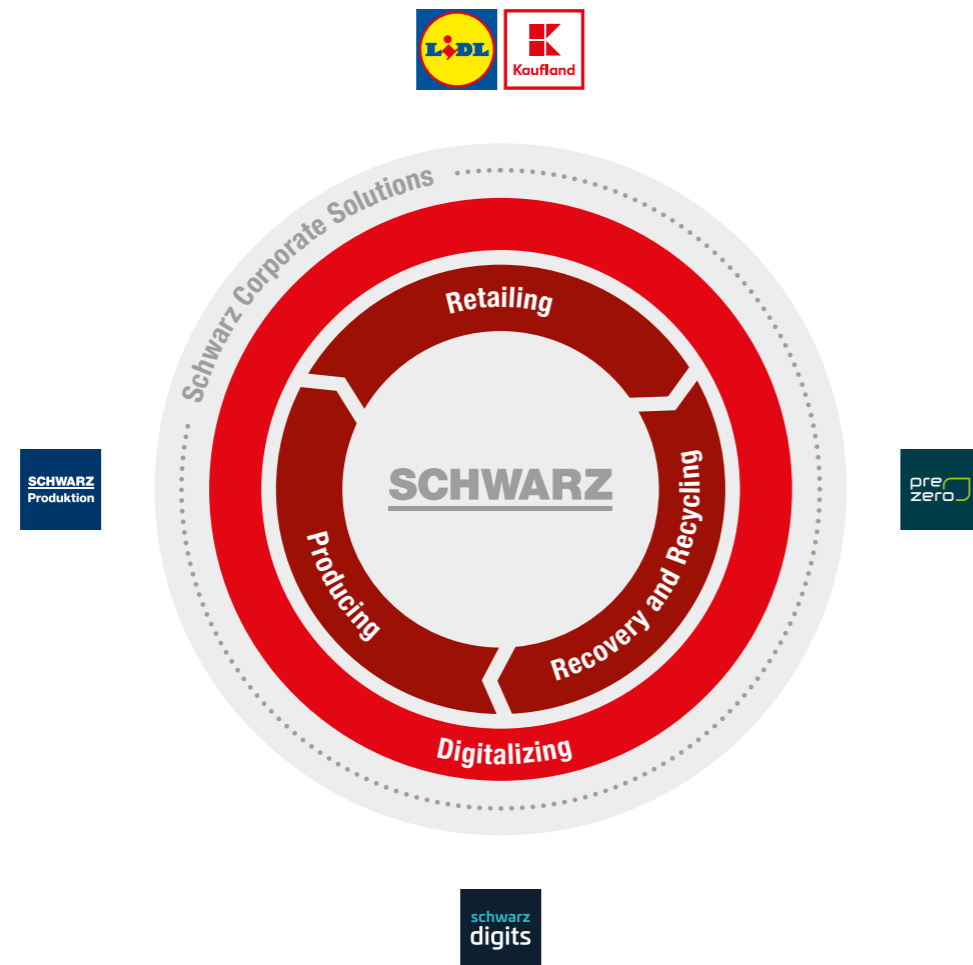 LIDL
Kaufland
Schwarz Corporate Solutions
Retailing
SCHWARZ
Produktion
SCHWARZ
pre
zero
Producing
Recovery and Recycling
Digitalizing
schwarz
digits